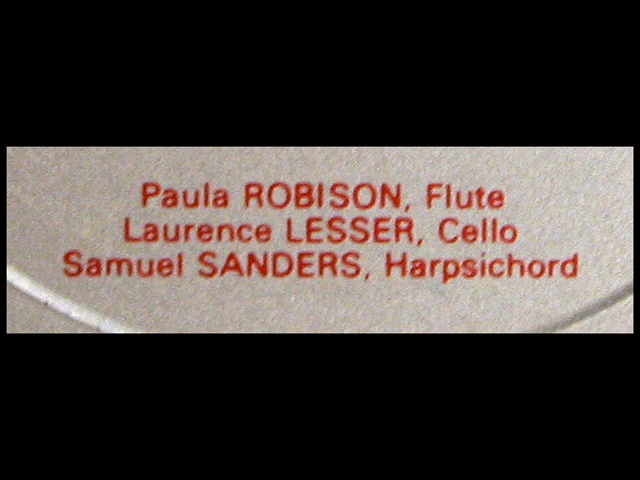 Paula ROBISON, Flute
Laurence LESSER, Cello
Samuel SANDERS, Harpsichord